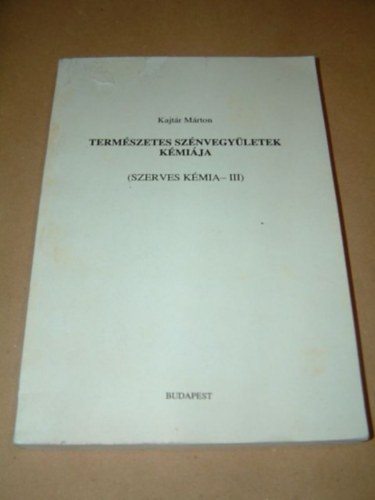 Kajtár Márton
TERMÉSZETES SZÉNVEGYÜLETEK
KÉMIÁJA
(SZERVES KÉMIA– III)
BUDAPEST